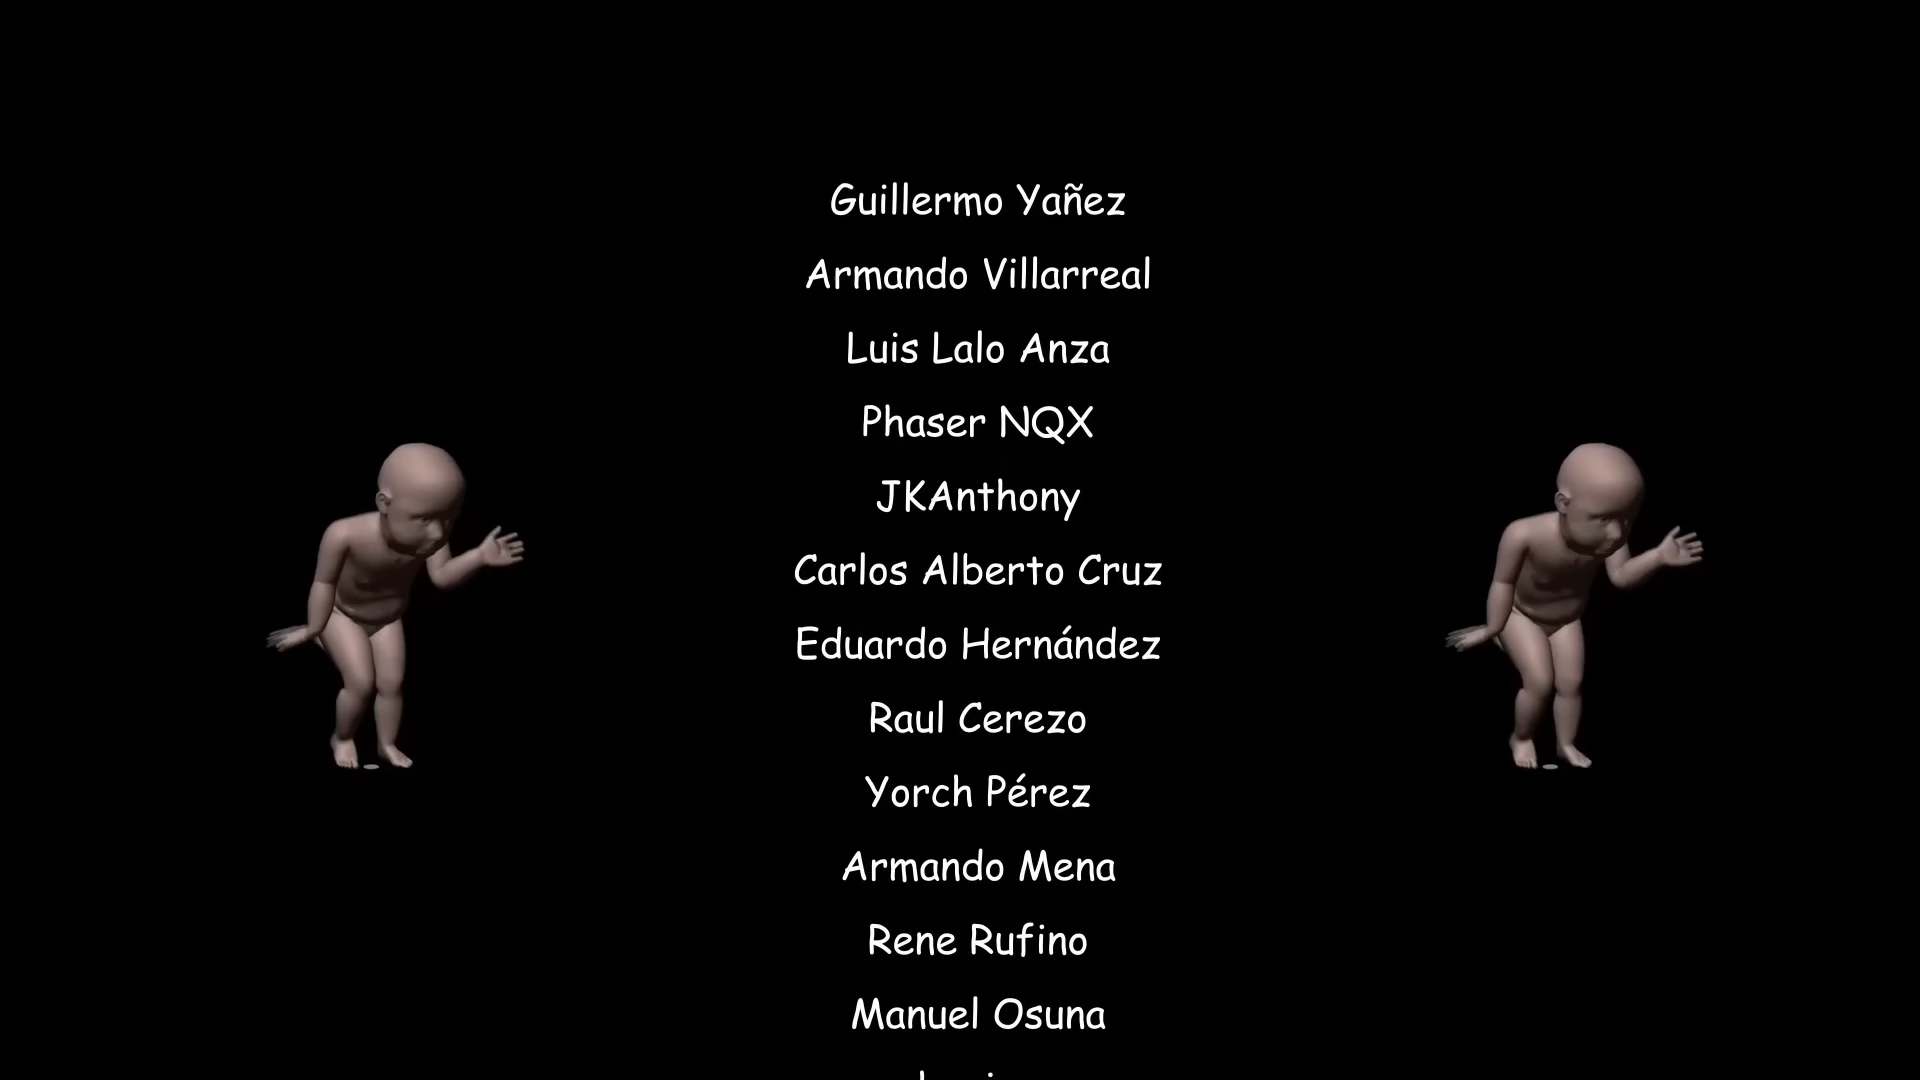 Guillermo Yañez
Armando Villarreal
Luis Lalo Anza
Phaser NQX
JKAnthony
Carlos Alberto Cruz
Eduardo Hernández
Raul Cerezo
Yorch Pérez
Armando Mena
Rene Rufino
Manuel Osuna